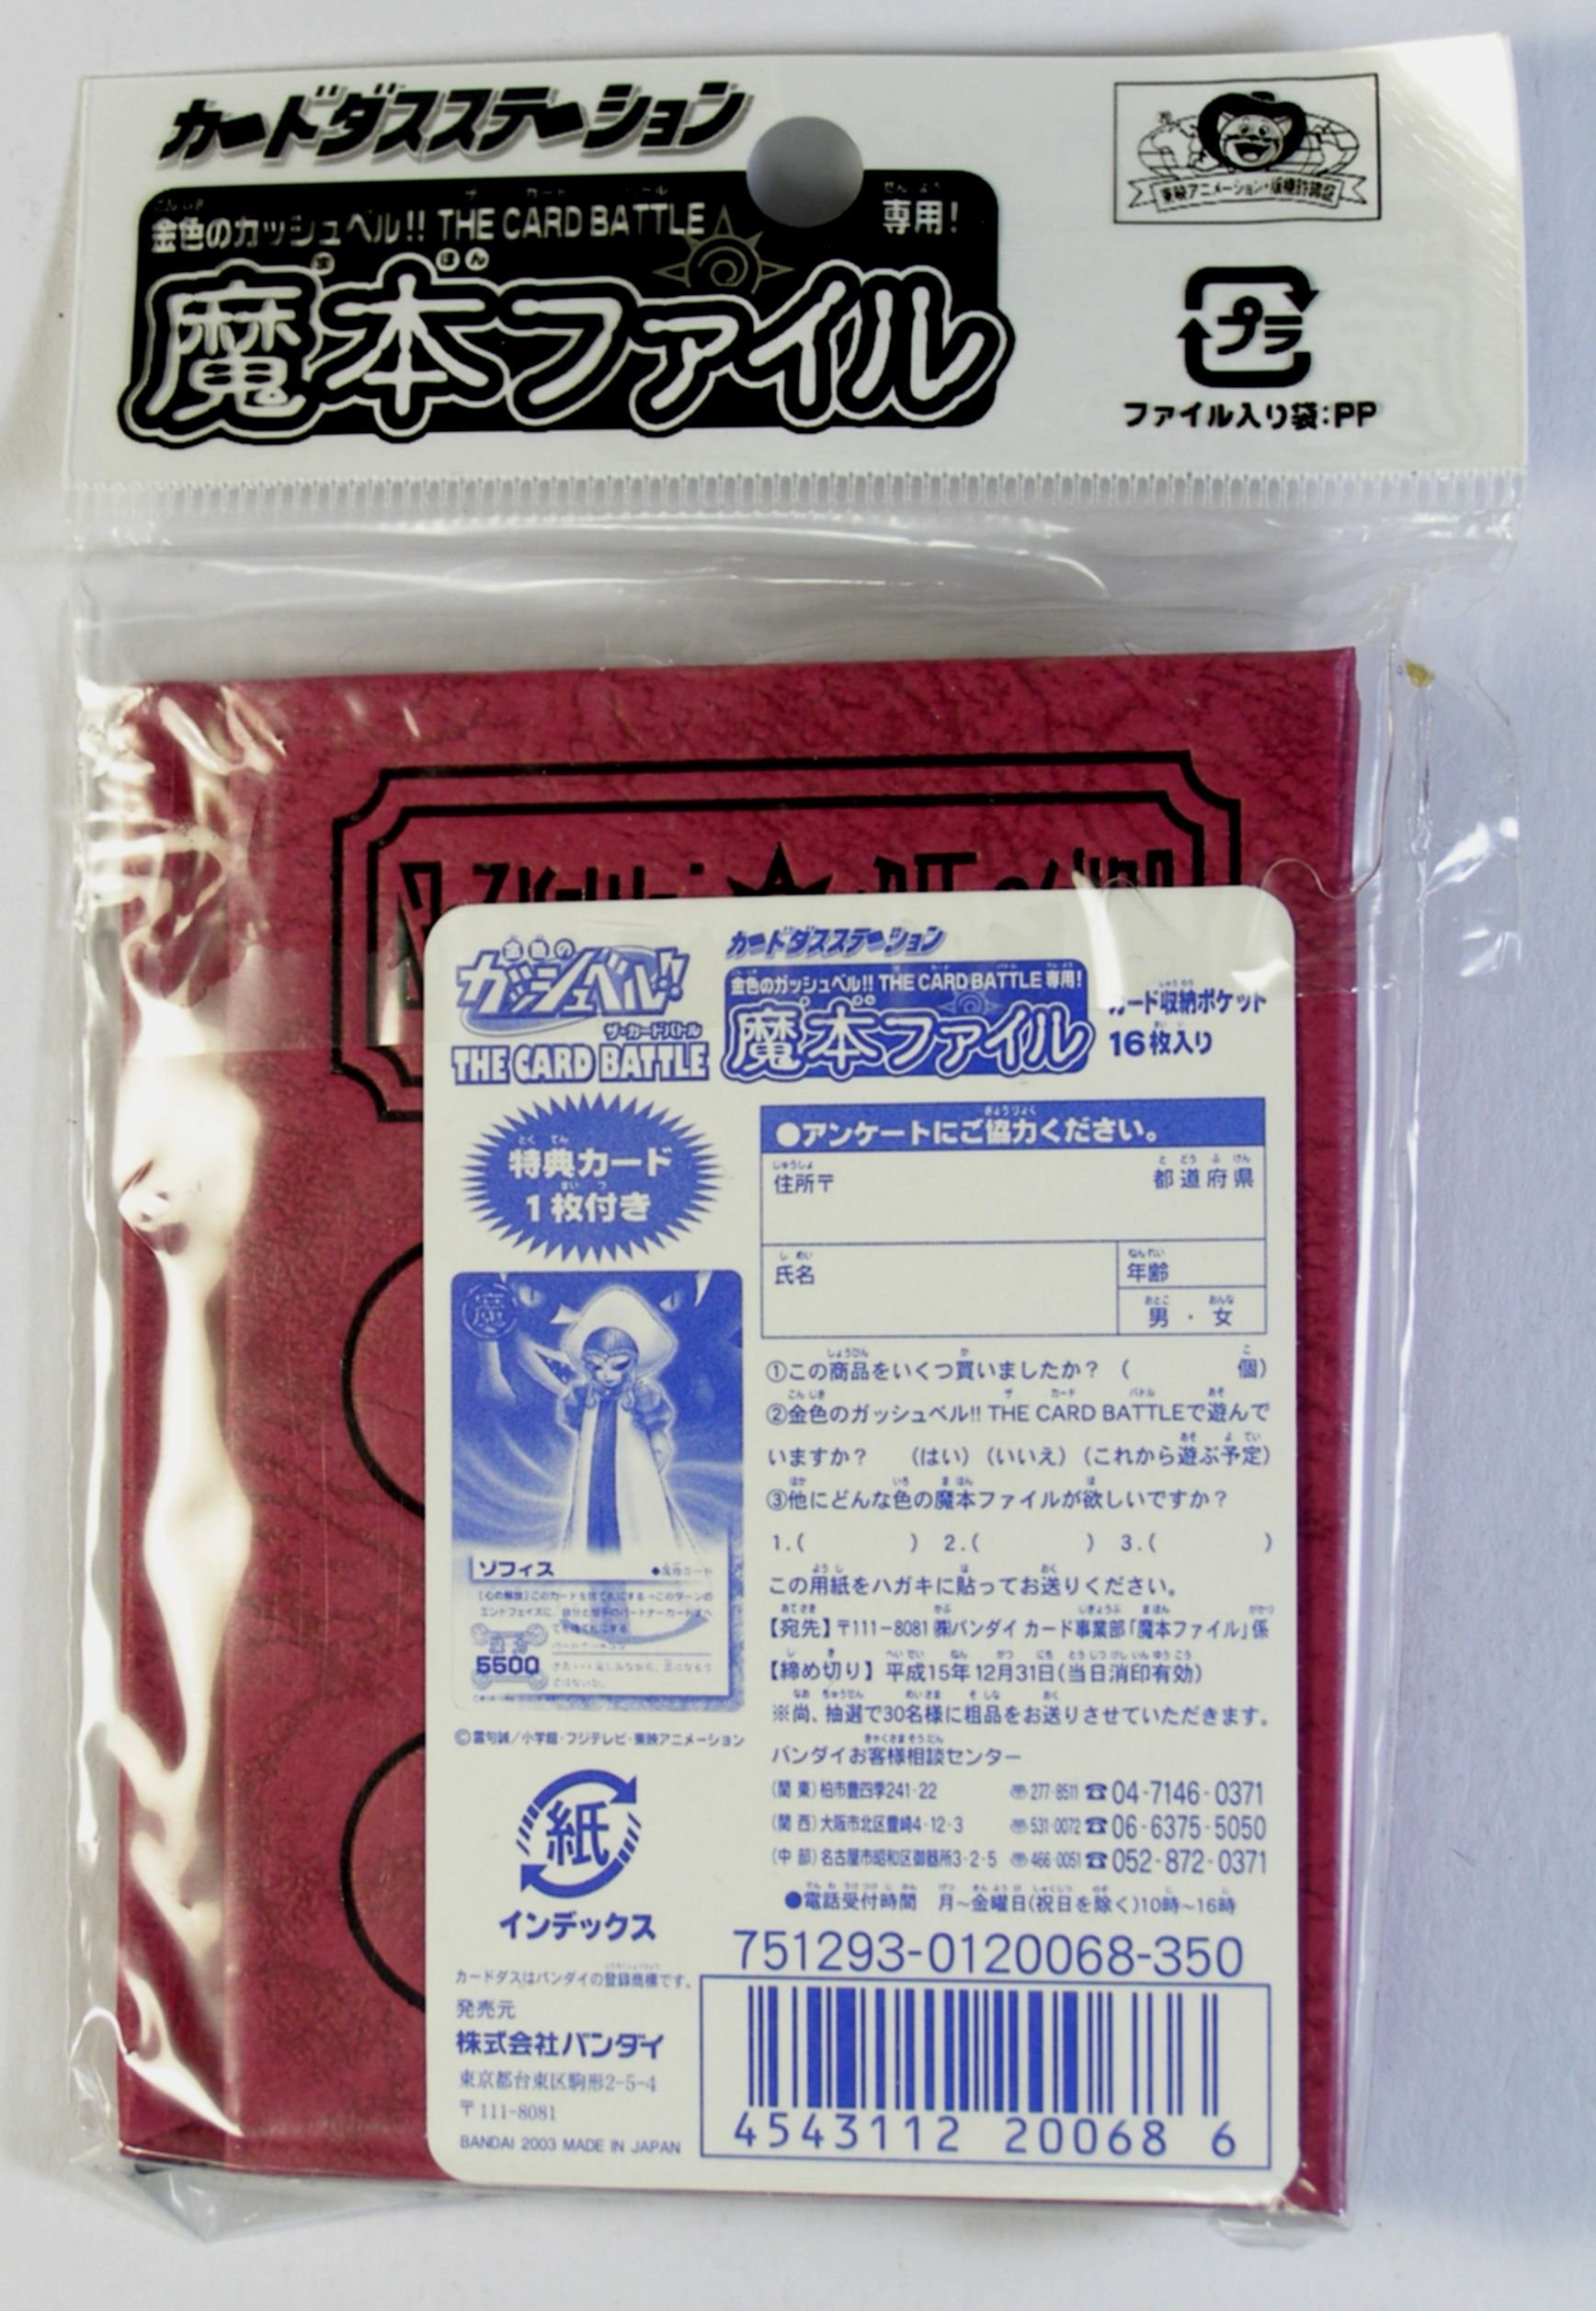 カードダスステーション
金色のガッシュベル!! THE CARD BATTLE 専用!
魔本ファイル
東映アニメーション・版権許諾証
プラ
ファイル入り袋:PP
金色の
ガッシュベル!!
ザ・カードバトル
THE CARD BATTLE
カードダスステーション
金色のガッシュベル!! THE CARD BATTLE 専用!
魔本ファイル
カード収納ポケット
16枚入り
特典カード
1枚付き
魔
ゾフィス
5500
©雷句誠/小学館・フジテレビ・東映アニメーション
紙
インデックス
カードダスはバンダイの登録商標です。
発売元
株式会社バンダイ
東京都台東区駒形2-5-4
〒111-8081
BANDAI 2003 MADE IN JAPAN
●アンケートにご協力ください。
住所〒 都道府県
氏名
年齢
男・女
①この商品をいくつ買いましたか? ( 個)
②金色のガッシュベル!! THE CARD BATTLEで遊んで
いますか? (はい)(いいえ)(これから遊ぶ予定)
③他にどんな色の魔本ファイルが欲しいですか?
1.( ) 2.( ) 3.( )
この用紙をハガキに貼ってお送りください。
【宛先】〒111-8081 ㈱バンダイ カード事業部「魔本ファイル」係
【締め切り】平成15年12月31日(当日消印有効)
※尚、抽選で30名様に粗品をお送りさせていただきます。
バンダイお客様相談センター
(関東)柏市豊四季241-22 〠277-8511 ☎04-7146-0371
(関西)大阪市北区豊崎4-12-3 〠531-0072 ☎06-6375-5050
(中部)名古屋市昭和区御器所3-2-5 〠466-0051 ☎052-872-0371
●電話受付時間 月~金曜日(祝日を除く)10時~16時
751293-0120068-350
4543112 20068 6